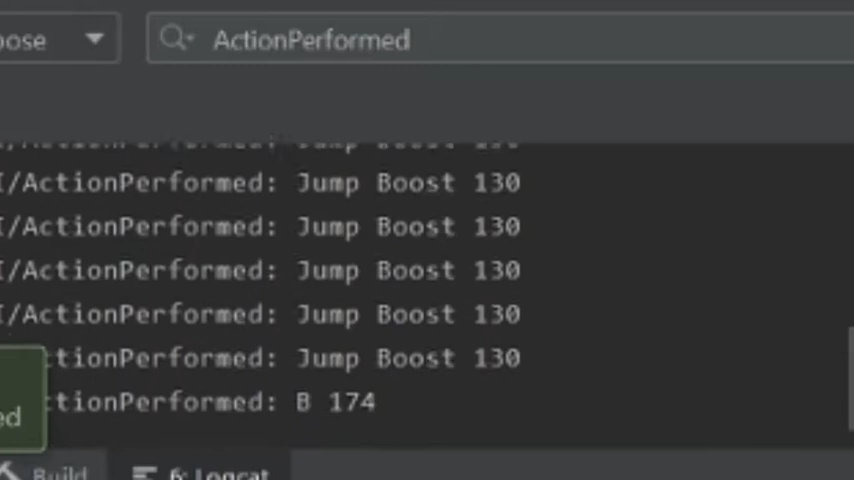 ose
ActionPerformed
I/ActionPerformed: Jump Boost 130
I/ActionPerformed: Jump Boost 130
I/ActionPerformed: Jump Boost 130
I/ActionPerformed: Jump Boost 130
ctionPerformed: Jump Boost 130
ctionPerformed: B 174
ed
Build
6: Logcat